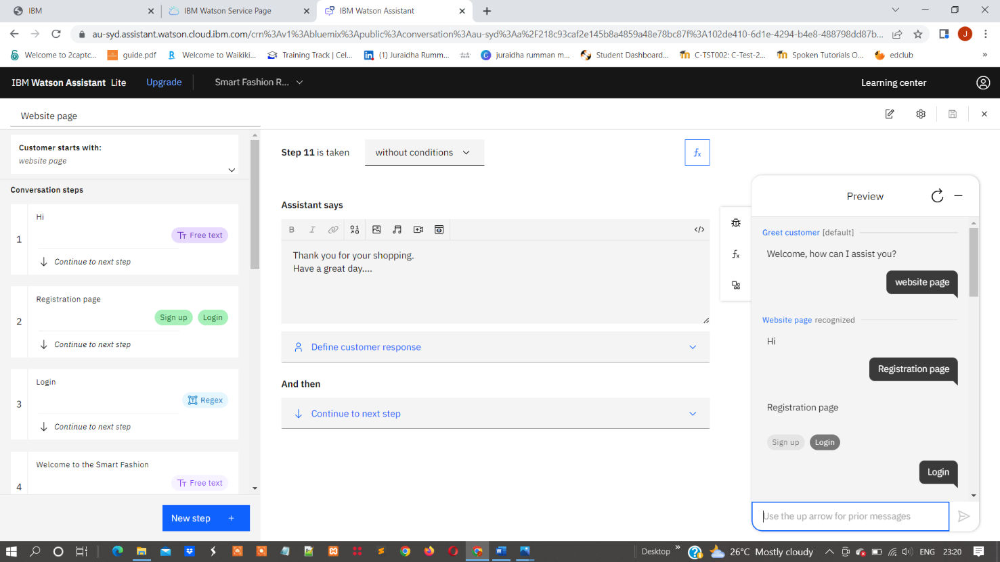 IBM
IBM Watson Service Page
IBM Watson Assistant
au-syd.assistant.watson.cloud.ibm.com/crn%3Av1%3Abluemix%3Apublic%3Aconversation%3Aau-syd%3Aa%2F218c93caf2e145b8a4859a48e78bc87f%3A102de410-6d1e-4294-b4e8-488798dd87b...
J
Welcome to 2captc...
guide.pdf
Welcome to Waikiki...
Training Track | Cel...
(1) Juraidha Rumm...
juraidha rumman m...
Student Dashboard...
C-TST002: C-Test-2...
Spoken Tutorials O...
edclub
»
IBM Watson Assistant Lite
Upgrade
Smart Fashion R...
Learning center
Website page
Customer starts with:
website page
Conversation steps
1
Hi
Free text
Continue to next step
2
Registration page
Sign up
Login
Continue to next step
3
Login
Regex
Continue to next step
4
Welcome to the Smart Fashion
Free text
New step +
Step 11 is taken
without conditions
fx
Assistant says
B I
</>
Thank you for your shopping.
Have a great day....
Define customer response
And then
Continue to next step
fx
Preview
Greet customer [default]
Welcome, how can I assist you?
website page
Website page recognized
Hi
Registration page
Registration page
Sign up
Login
Login
Use the up arrow for prior messages
Desktop
»
26°C Mostly cloudy
ENG
23:20